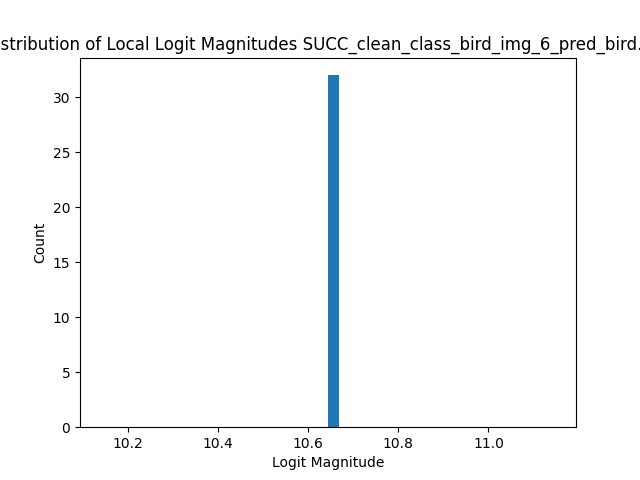 stribution of Local Logit Magnitudes SUCC_clean_class_bird_img_6_pred_bird.
30
25
20
15
10
5
0
Count
10.2 10.4 10.6 10.8 11.0
Logit Magnitude